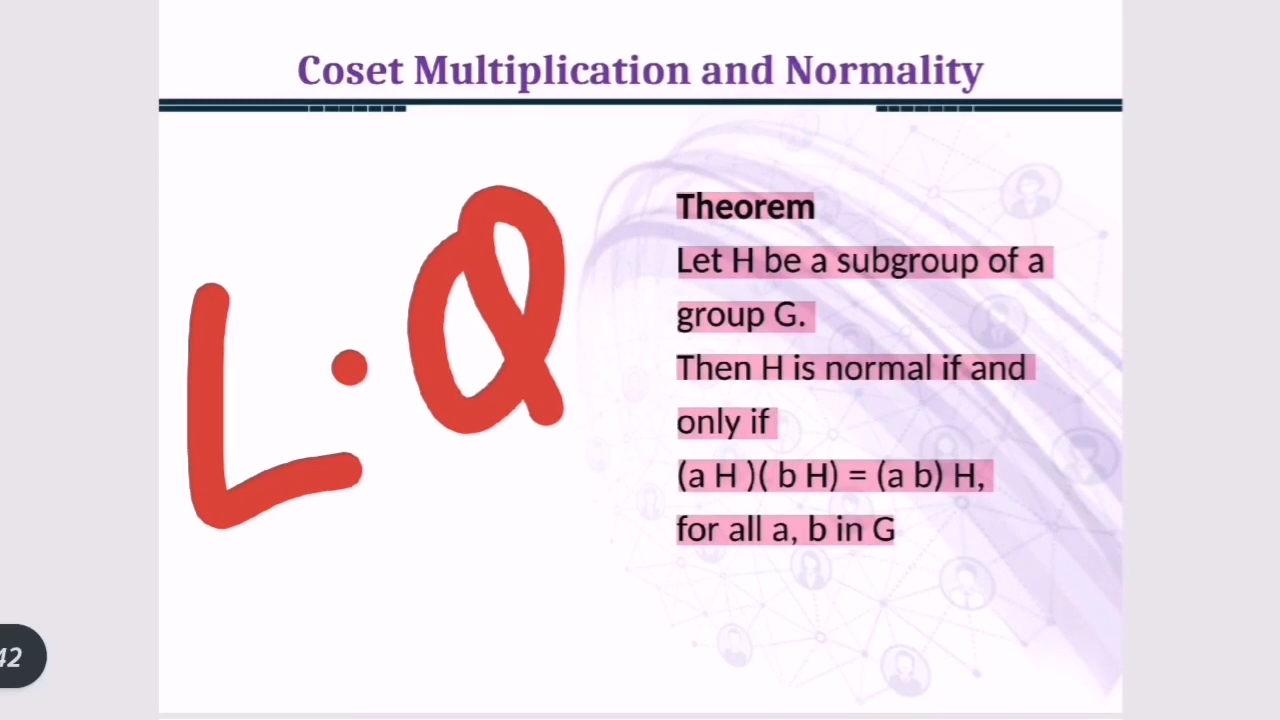 Coset Multiplication and Normality
L.Q
Theorem
Let H be a subgroup of a
group G.
Then H is normal if and
only if
(a H )( b H) = (a b) H,
for all a, b in G
42